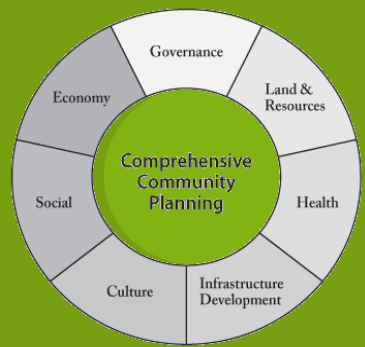 Governance
Land &
Resources
Health
Infrastructure
Development
Culture
Social
Economy
Comprehensive
Community
Planning